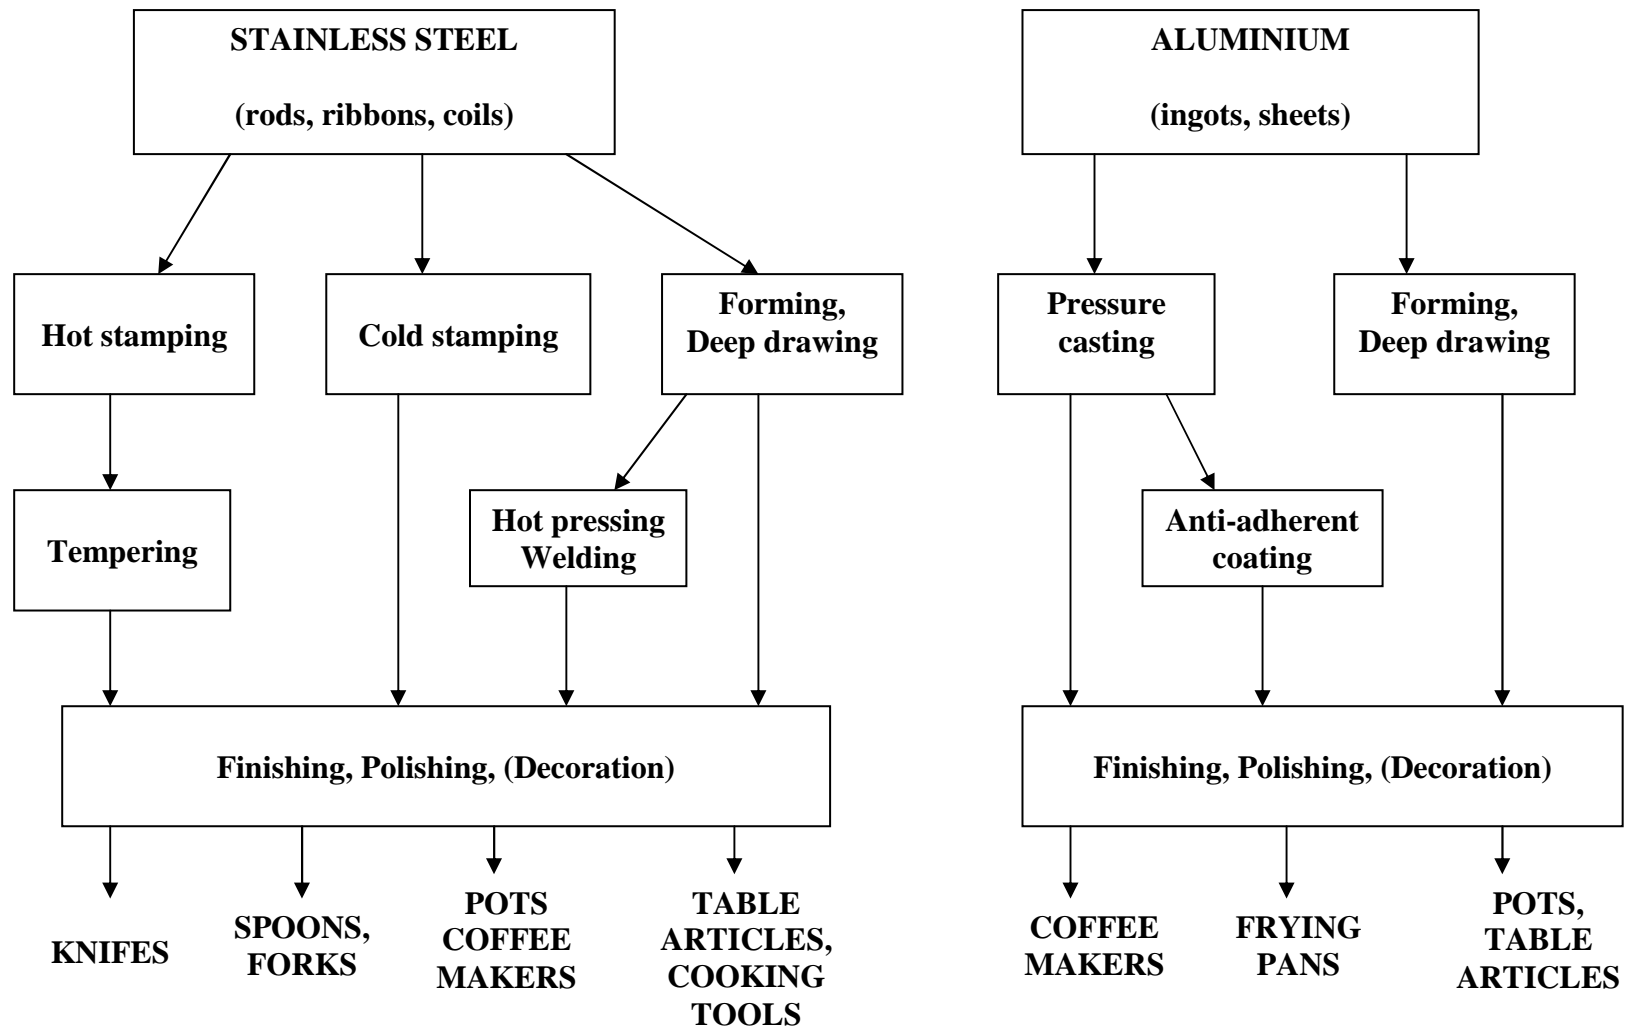 STAINLESS STEEL
(rods, ribbons, coils)
ALUMINIUM
(ingots, sheets)
Hot stamping
Cold stamping
Forming,
Deep drawing
Pressure
casting
Forming,
Deep drawing
Tempering
Hot pressing
Welding
Anti-adherent
coating
Finishing, Polishing, (Decoration)
Finishing, Polishing, (Decoration)
KNIFES
SPOONS,
FORKS
POTS
COFFEE
MAKERS
TABLE
ARTICLES,
COOKING
TOOLS
COFFEE
MAKERS
FRYING
PANS
POTS,
TABLE
ARTICLES